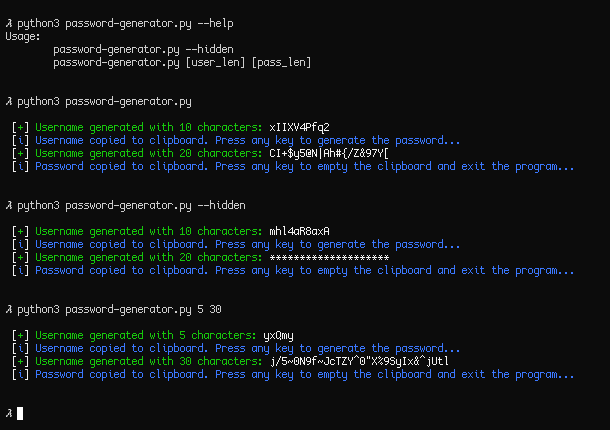 λ python3 password-generator.py --help
Usage:
password-generator.py --hidden
password-generator.py [user_len] [pass_len]
λ python3 password-generator.py
[+] Username generated with 10 characters: xIIXV4Pfq2
[i] Username copied to clipboard. Press any key to generate the password...
[+] Username generated with 20 characters: CI+$y5@N|Ah#{/Z&97Y[
[i] Password copied to clipboard. Press any key to empty the clipboard and exit the program...
λ python3 password-generator.py --hidden
[+] Username generated with 10 characters: mhl4aR8axA
[i] Username copied to clipboard. Press any key to generate the password...
[+] Username generated with 20 characters: ********************
[i] Password copied to clipboard. Press any key to empty the clipboard and exit the program...
λ python3 password-generator.py 5 30
[+] Username generated with 5 characters: yxQmy
[i] Username copied to clipboard. Press any key to generate the password...
[+] Username generated with 30 characters: j/5~0N9f~JcTZY^0"X%9SyIx&^jUtl
[i] Password copied to clipboard. Press any key to empty the clipboard and exit the program...
λ